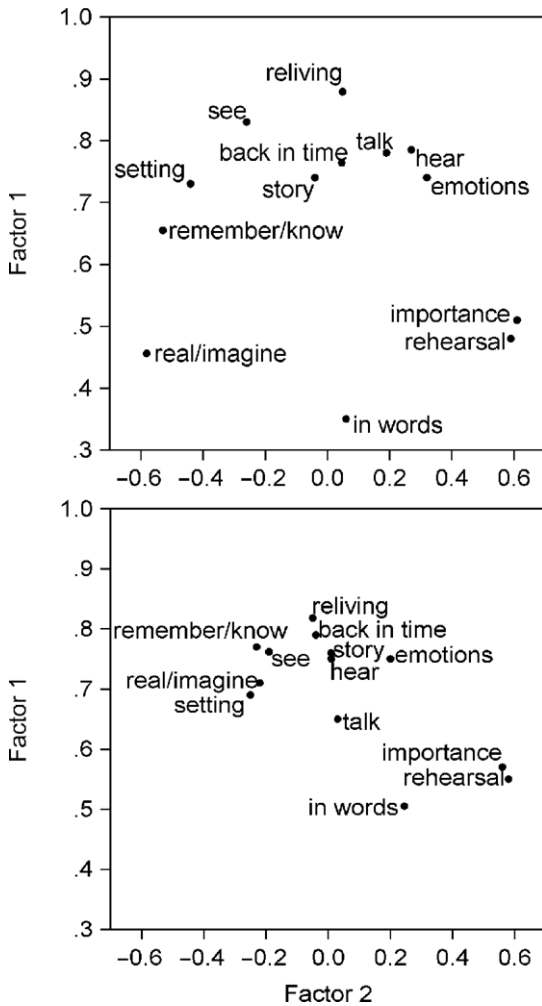 1.0
reliving
.9
see
talk
.8
back in time
hear
setting
story
emotions
.7
remember/know
Factor 1
.6
importance
.5
rehearsal
real/imagine
.4
in words
.3
−0.6 −0.4 −0.2 0.0 0.2 0.4 0.6
1.0
.9
reliving
remember/know
back in time
.8
story
emotions
see
hear
real/imagine
.7
setting
talk
Factor 1
.6
importance
rehearsal
in words
.5
.4
.3
−0.6 −0.4 −0.2 0.0 0.2 0.4 0.6
Factor 2